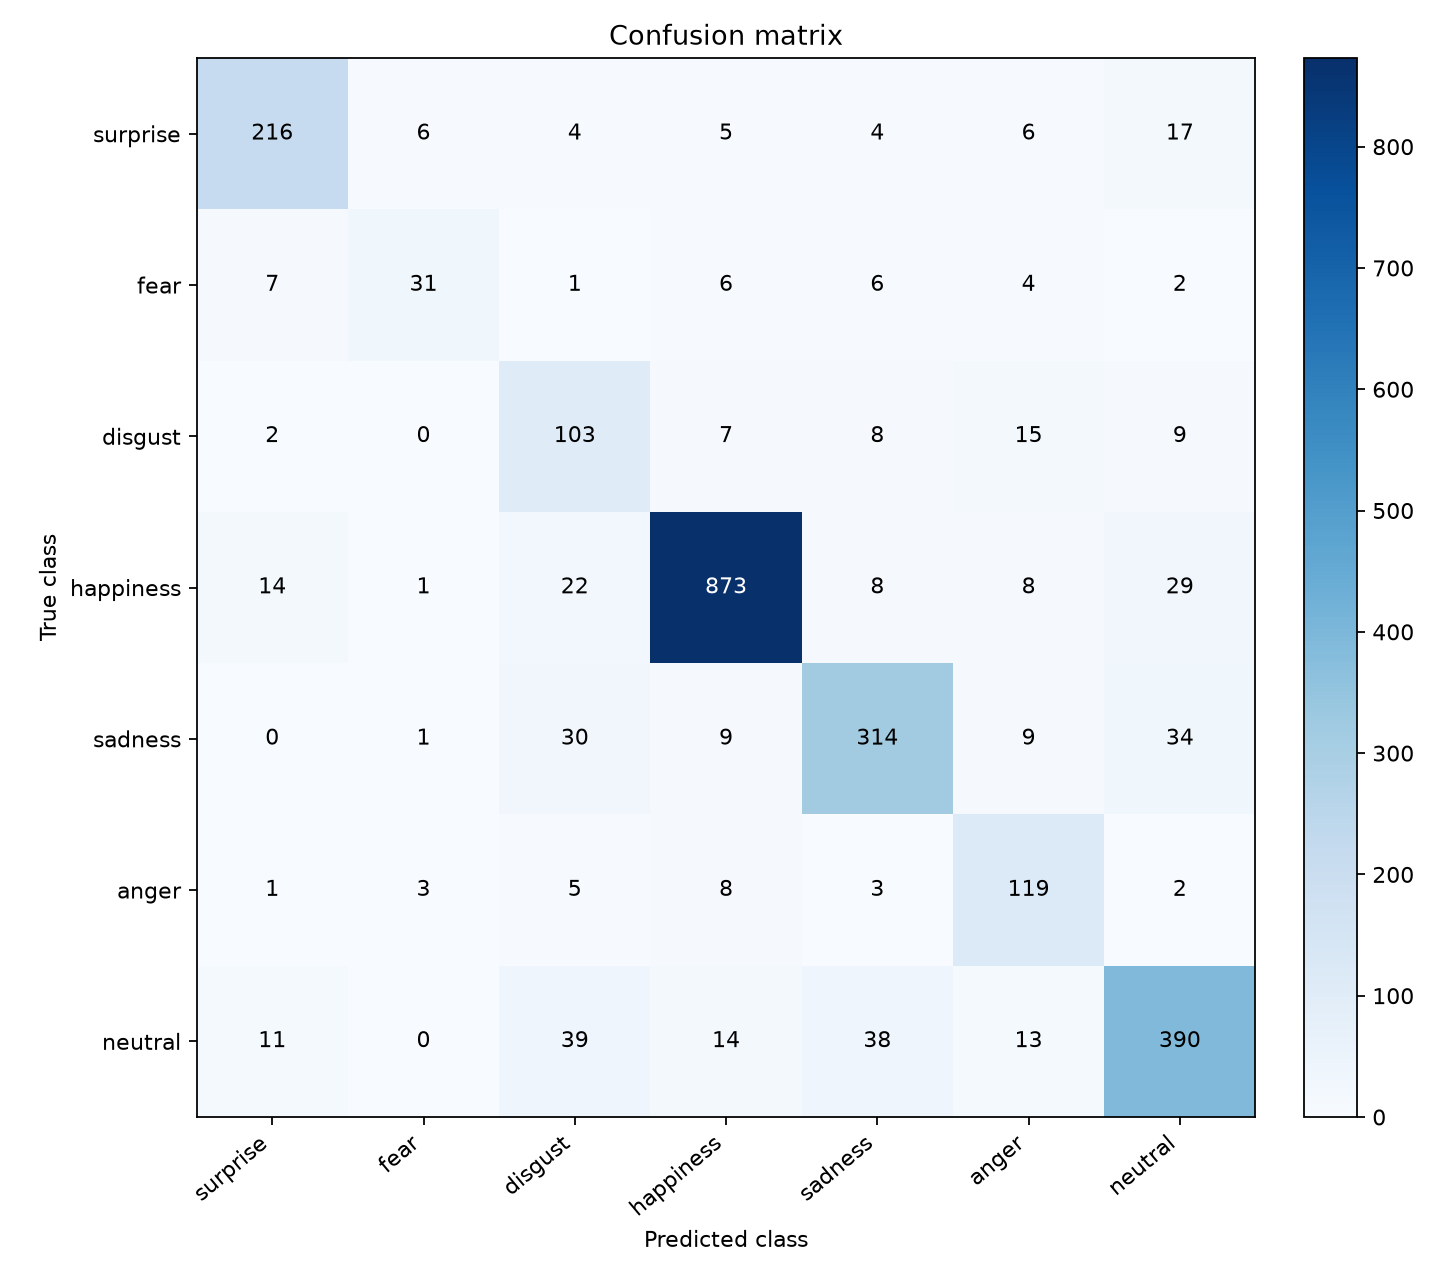 Confusion matrix
surprise 216 6 4 5 4 6 17
fear 7 31 1 6 6 4 2
disgust 2 0 103 7 8 15 9
happiness 14 1 22 873 8 8 29
sadness 0 1 30 9 314 9 34
anger 1 3 5 8 3 119 2
neutral 11 0 39 14 38 13 390
True class
surprise fear disgust happiness sadness anger neutral
Predicted class
800
700
600
500
400
300
200
100
0